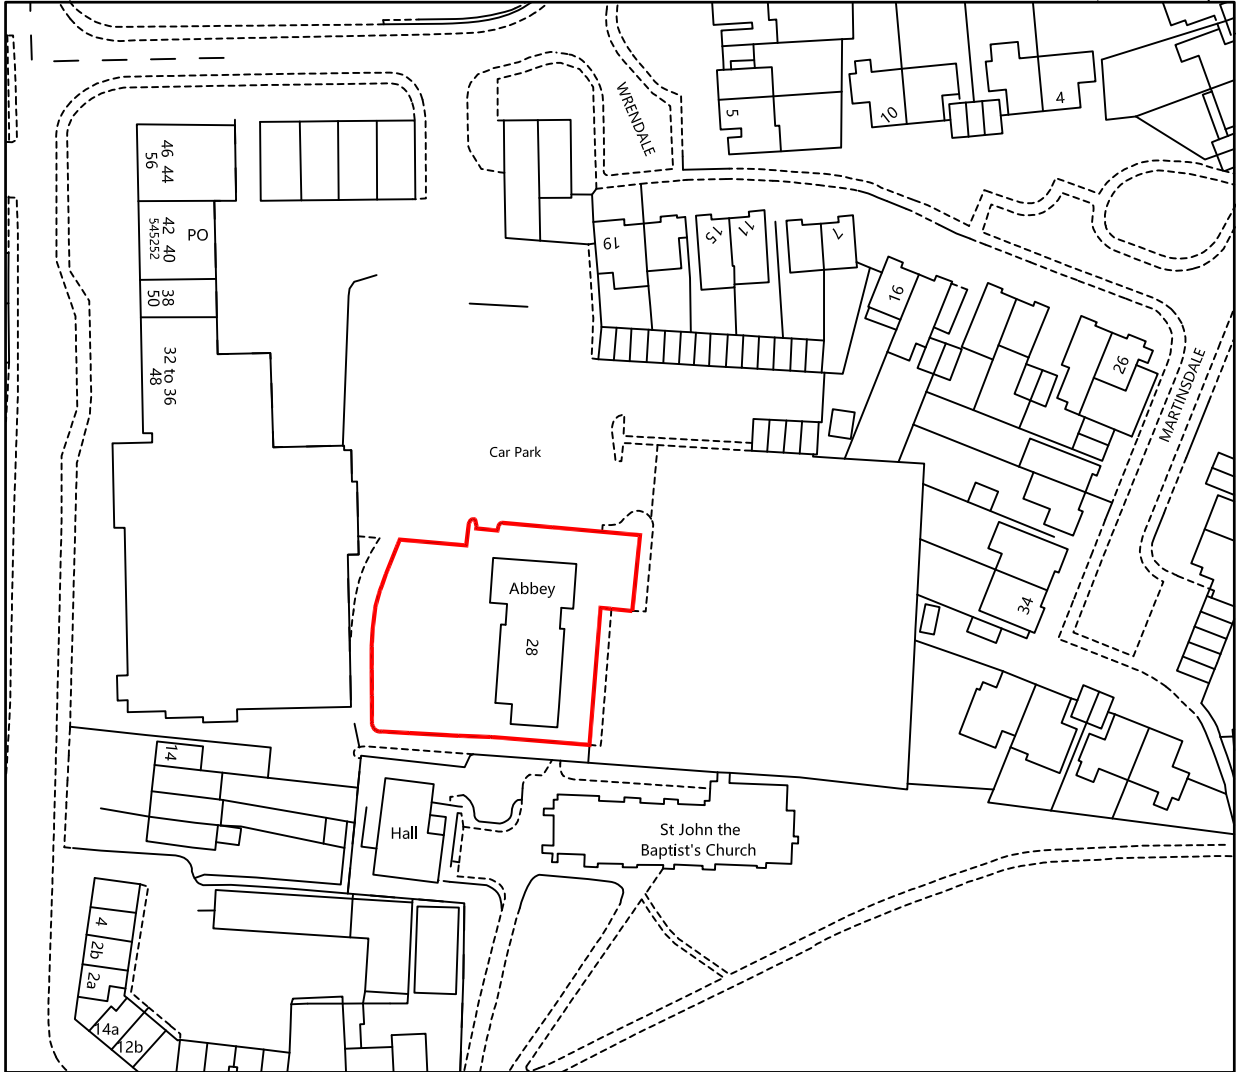 WRENDALE
5
10
4
46 44
56
42 40
545252
PO
38
50
32 to 36
48
19
15
11
7
16
26
MARTINSDALE
Car Park
Abbey
28
34
14
Hall
St John the
Baptist's Church
4
2b
2a
14a
12b